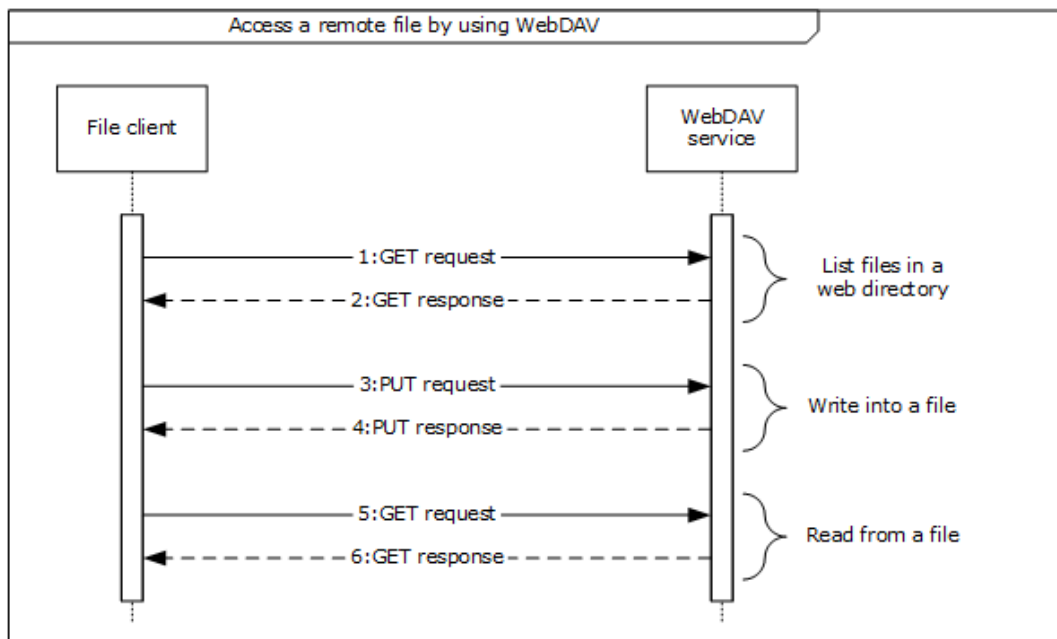 Access a remote file by using WebDAV
File client
WebDAV
service
1:GET request
2:GET response
List files in a
web directory
3:PUT request
4:PUT response
Write into a file
5:GET request
6:GET response
Read from a file